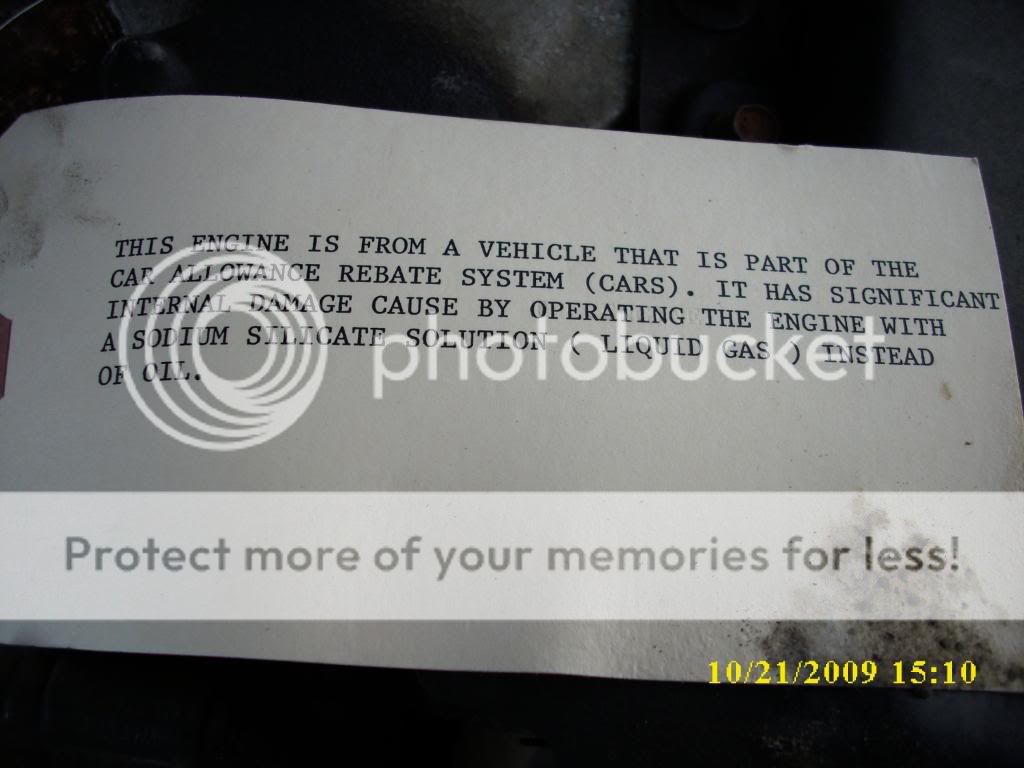 THIS ENGINE IS FROM A VEHICLE THAT IS PART OF THE
CAR ALLOWANCE REBATE SYSTEM (CARS). IT HAS SIGNIFICANT
INTERNAL DAMAGE CAUSE BY OPERATING THE ENGINE WITH
A SODIUM SILICATE SOLUTION ( LIQUID GAS ) INSTEAD
OF OIL.
photobucket
Protect more of your memories for less!
10/21/2009 15:10